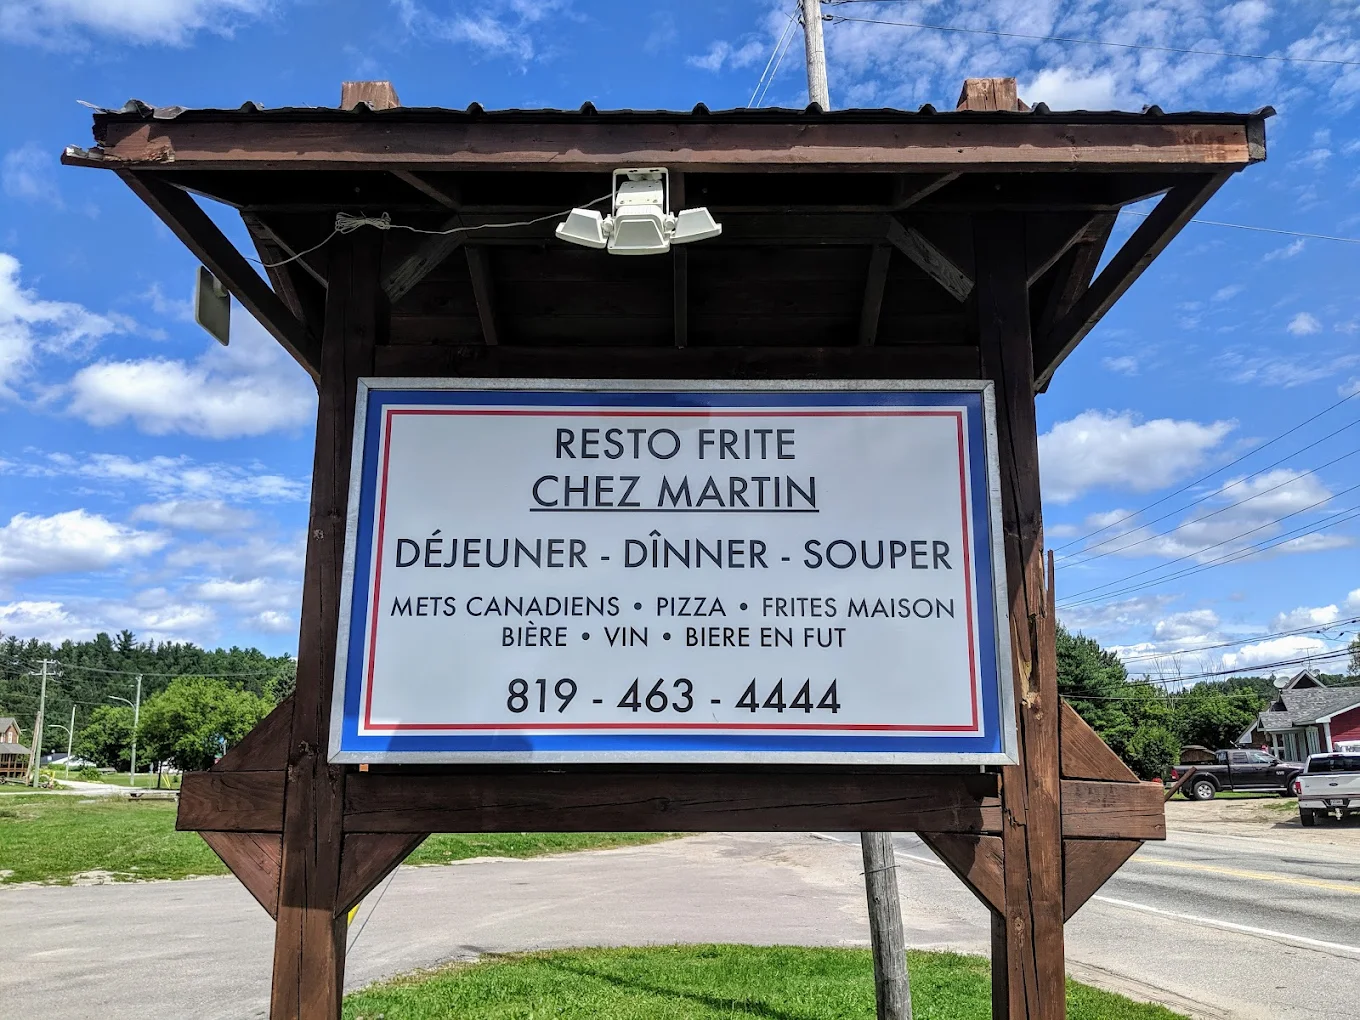 RESTO FRITE
CHEZ MARTIN
DÉJEUNER - DÎNNER - SOUPER
METS CANADIENS • PIZZA • FRITES MAISON
BIÈRE • VIN • BIERE EN FUT
819 - 463 - 4444